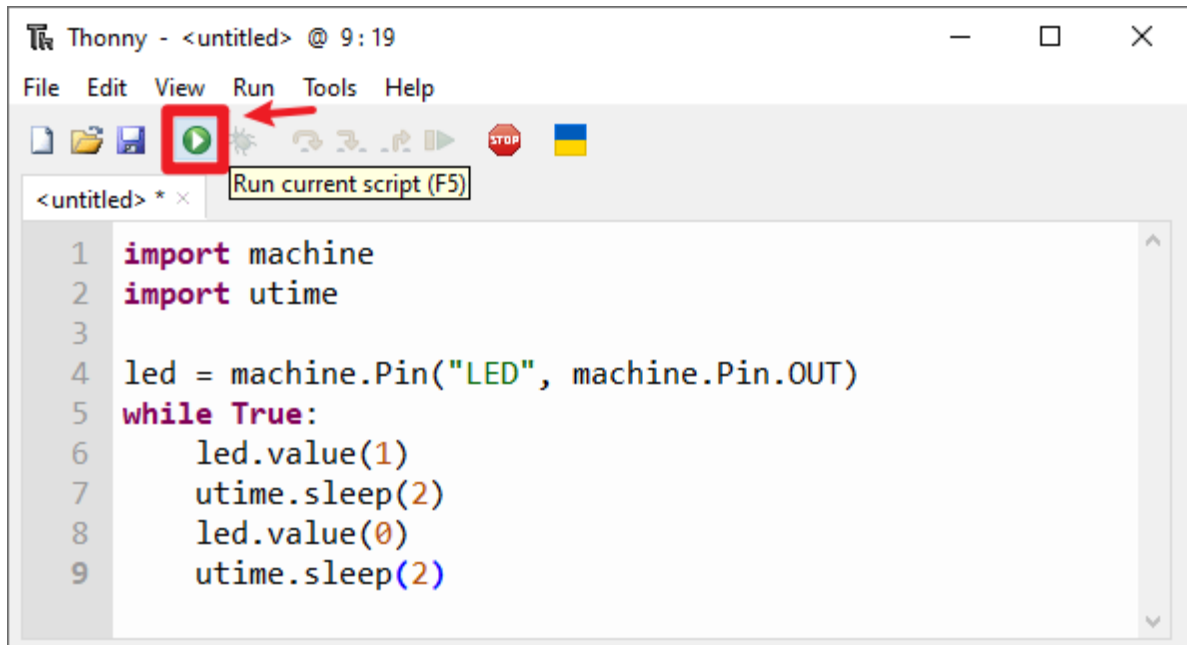 Thonny - <untitled> @ 9:19
File Edit View Run Tools Help
STOP
Run current script (F5)
<untitled> *
1 import machine
2 import utime
3
4 led = machine.Pin("LED", machine.Pin.OUT)
5 while True:
6     led.value(1)
7     utime.sleep(2)
8     led.value(0)
9     utime.sleep(2)